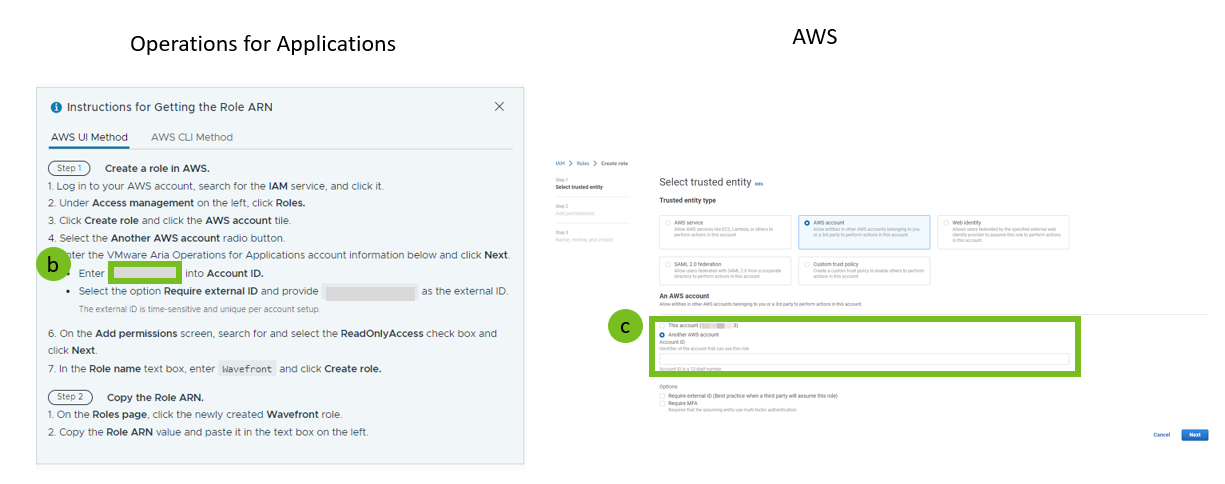 Operations for Applications
AWS
Instructions for Getting the Role ARN
AWS UI Method
AWS CLI Method
Step 1 Create a role in AWS.
1. Log in to your AWS account, search for the IAM service, and click it.
2. Under Access management on the left, click Roles.
3. Click Create role and click the AWS account tile.
4. Select the Another AWS account radio button.
b
the VMware Aria Operations for Applications account information below and click Next.
Enter into Account ID.
• Select the option Require external ID and provide as the external ID.
The external ID is time-sensitive and unique per account setup.
6. On the Add permissions screen, search for and select the ReadOnlyAccess check box and
click Next.
7. In the Role name text box, enter Wavefront and click Create role.
Step 2 Copy the Role ARN.
1. On the Roles page, click the newly created Wavefront role.
2. Copy the Role ARN value and paste it in the text box on the left.
IAM > Roles > Create role
Step 1
Select trusted entity
Step 2
Add permissions
Step 3
Name, review, and create
Select trusted entity Info
Trusted entity type
AWS service
Allow AWS services like EC2, Lambda, or others to
perform actions in this account.
AWS account
Allow entities in other AWS accounts belonging to you
or a 3rd party to perform actions in this account.
Web identity
Allows users federated by the specified external web
identity provider to assume this role to perform actions
in this account.
SAML 2.0 federation
Allow users federated with SAML 2.0 from a corporate
directory to perform actions in this account.
Custom trust policy
Create a custom trust policy to enable others to perform
actions in this account.
An AWS account
Allow entities in other AWS accounts belonging to you or a 3rd party to perform actions in this account.
c
This account ( 3)
Another AWS account
Account ID
Identifier of the account that can use this role
Account ID is a 12-digit number
Options
Require external ID (Best practice when a third party will assume this role)
Require MFA
Requires that the assuming entity use multi-factor authentication.
Cancel
Next